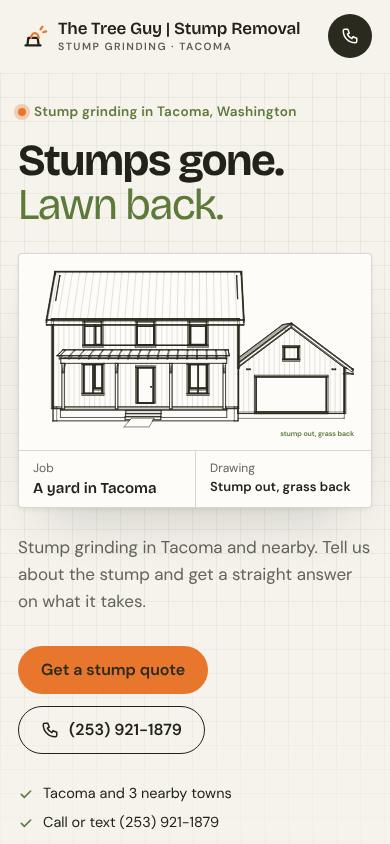 The Tree Guy | Stump Removal
STUMP GRINDING · TACOMA
Stump grinding in Tacoma, Washington
Stumps gone.
Lawn back.
stump out, grass back
Job
A yard in Tacoma
Drawing
Stump out, grass back
Stump grinding in Tacoma and nearby. Tell us
about the stump and get a straight answer
on what it takes.
Get a stump quote
(253) 921-1879
Tacoma and 3 nearby towns
Call or text (253) 921-1879